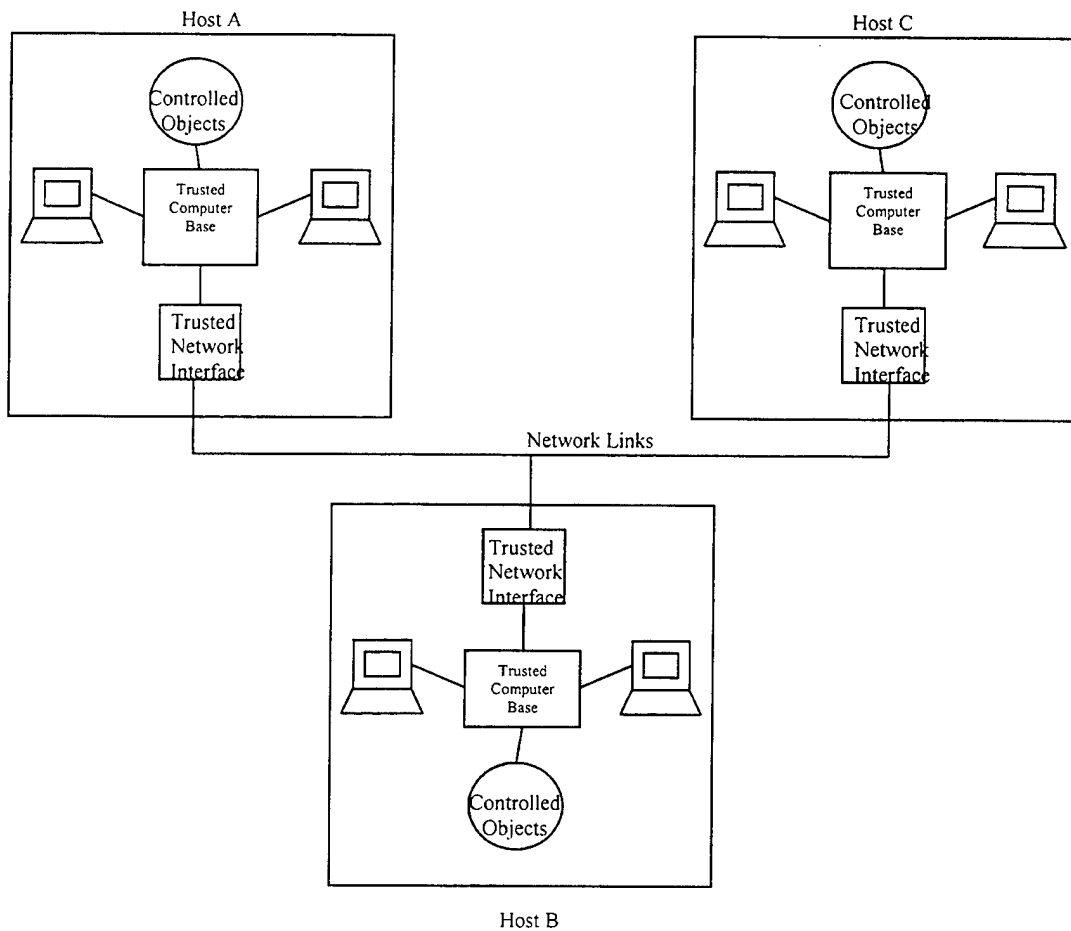 Host A
Controlled
Objects
Trusted
Computer
Base
Trusted
Network
Interface
Host C
Controlled
Objects
Trusted
Computer
Base
Trusted
Network
Interface
Network Links
Trusted
Network
Interface
Trusted
Computer
Base
Controlled
Objects
Host B